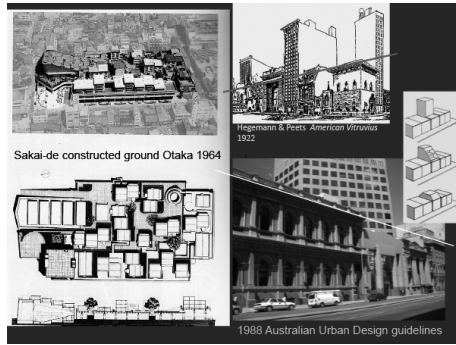 Sakai-de constructed ground Otaka 1964
Hegemann & Peets American Vitruvius
1922
1988 Australian Urban Design guidelines